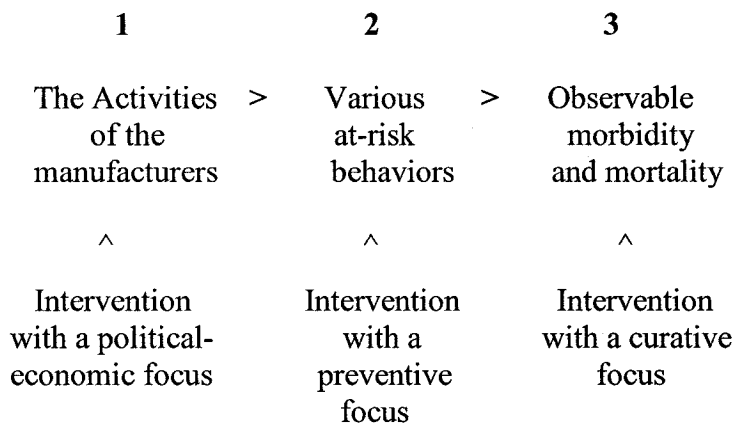 1 2 3
The Activities > Various > Observable
of the at-risk morbidity
manufacturers behaviors and mortality
^ ^ ^
Intervention Intervention Intervention
with a political- with a with a curative
economic focus preventive focus
focus